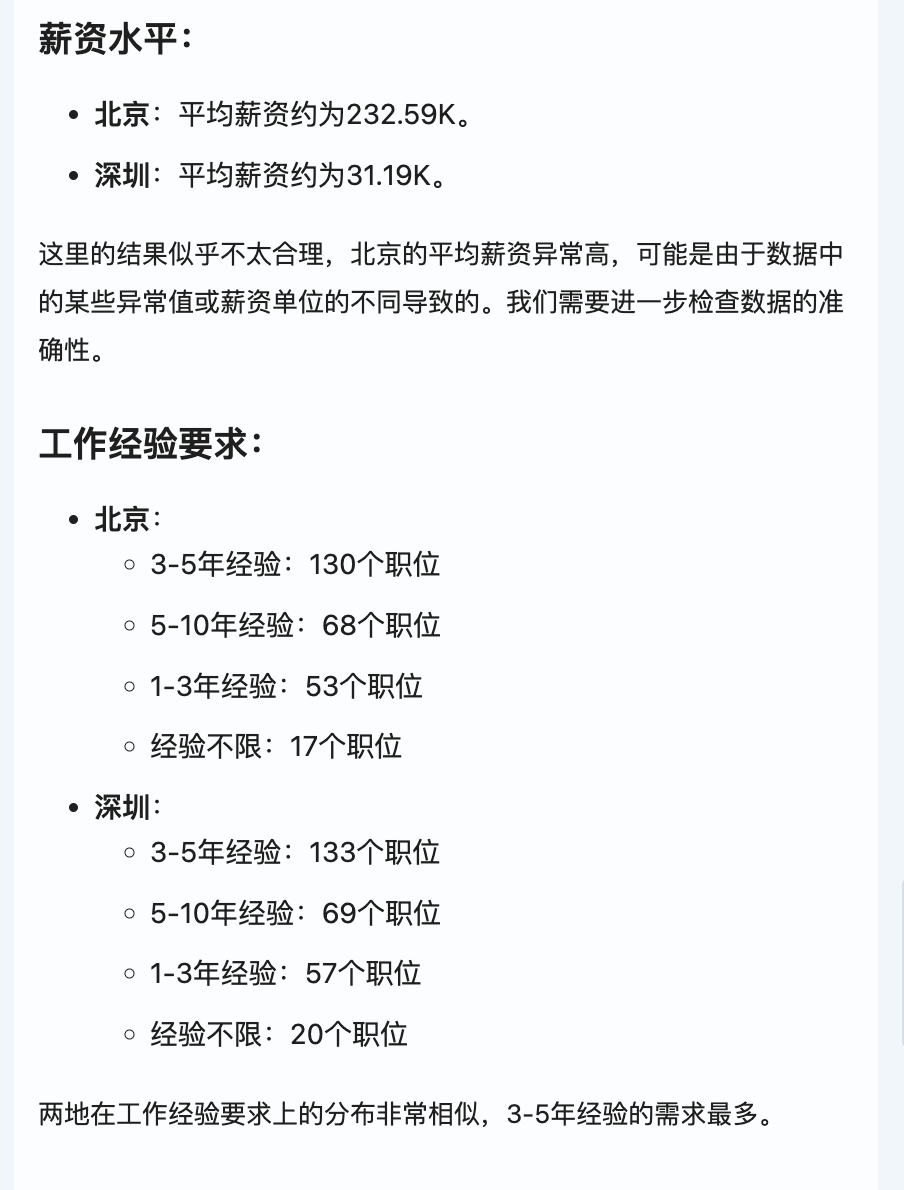 薪资水平：
北京：平均薪资约为232.59K。
深圳：平均薪资约为31.19K。
这里的结果似乎不太合理，北京的平均薪资异常高，可能是由于数据中
的某些异常值或薪资单位的不同导致的。我们需要进一步检查数据的准
确性。
工作经验要求：
北京：
3-5年经验：130个职位
5-10年经验：68个职位
1-3年经验：53个职位
经验不限：17个职位
深圳：
3-5年经验：133个职位
5-10年经验：69个职位
1-3年经验：57个职位
经验不限：20个职位
两地在工作经验要求上的分布非常相似，3-5年经验的需求最多。